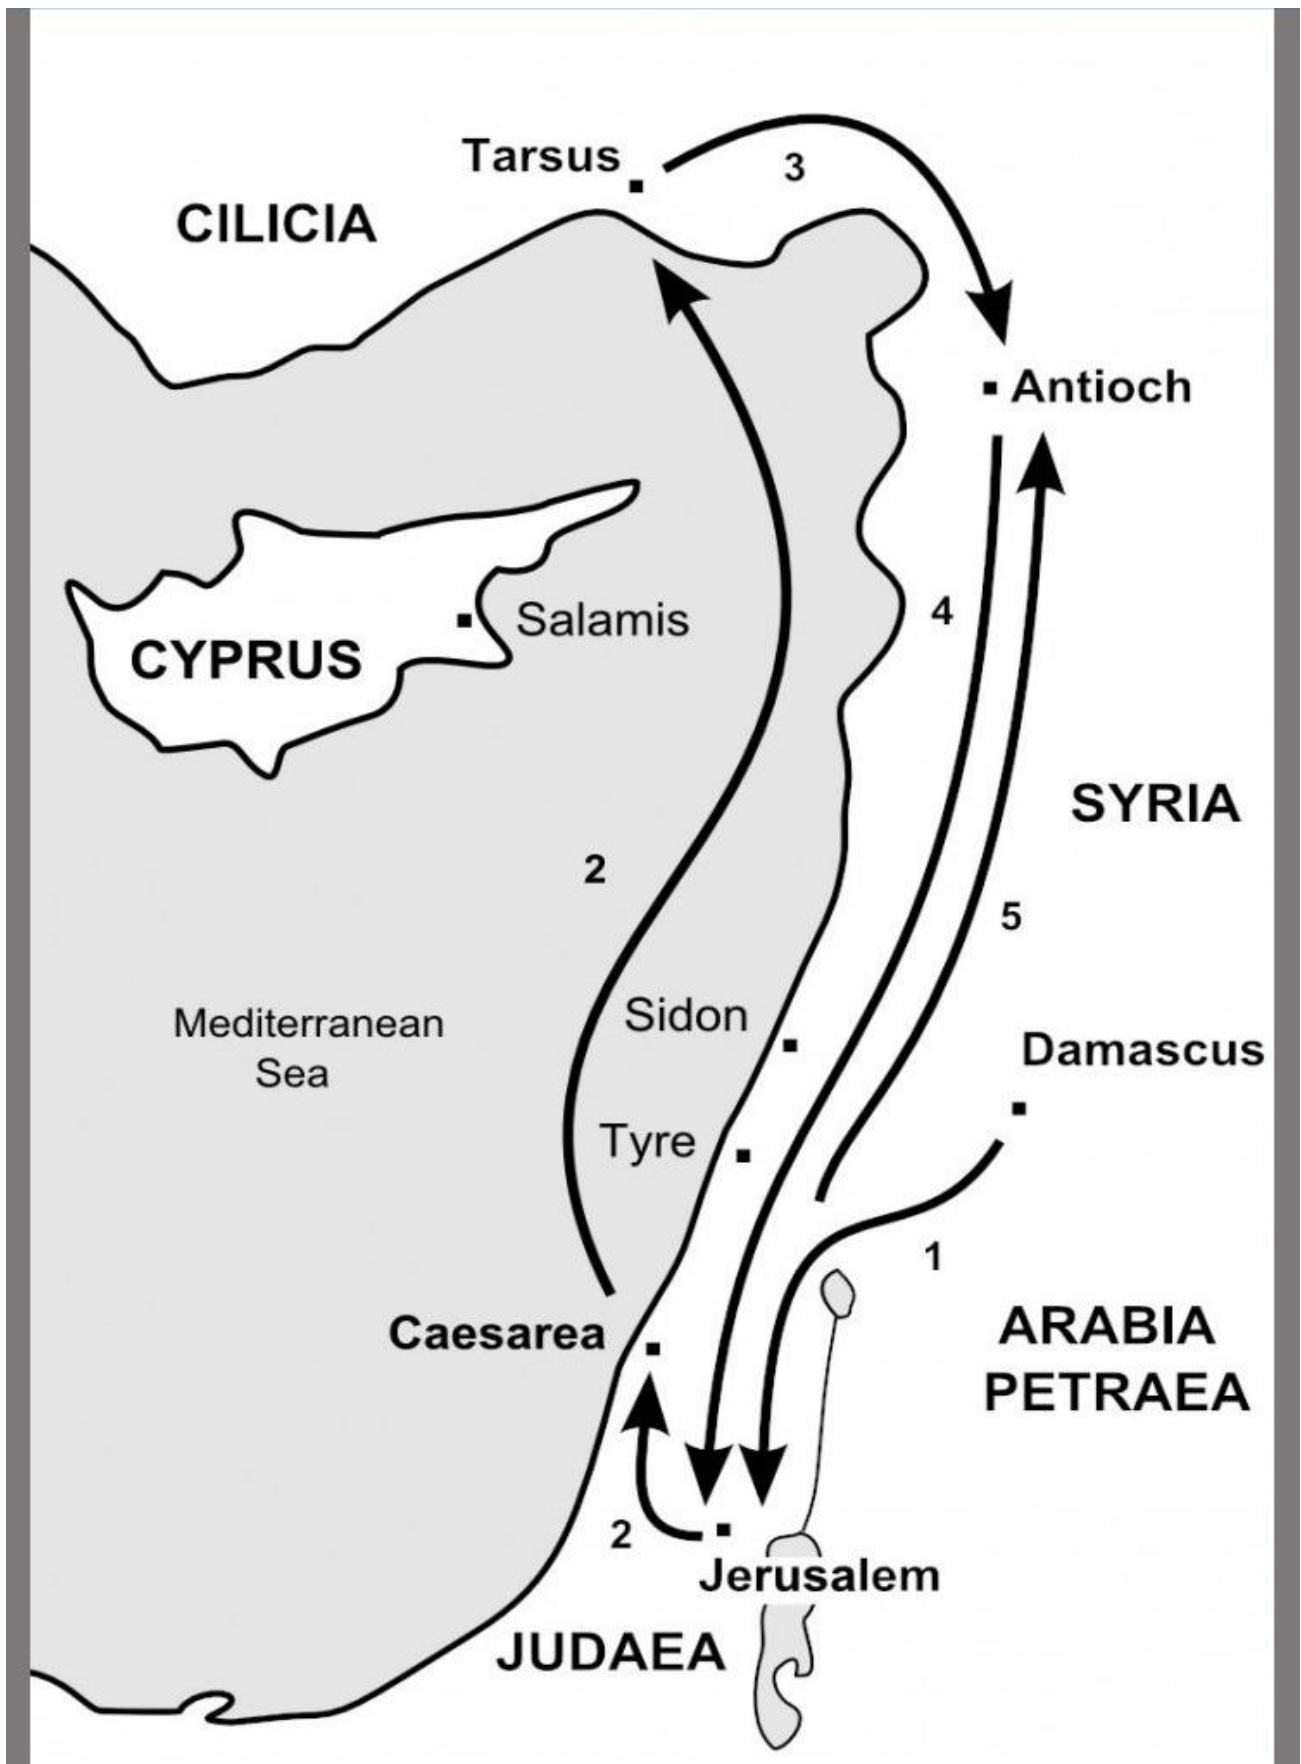 Tarsus
3
CILICIA
Antioch
4
Salamis
CYPRUS
SYRIA
2
5
Sidon
Mediterranean
Sea
Damascus
Tyre
1
Caesarea
ARABIA
PETRAEA
2
Jerusalem
JUDAEA